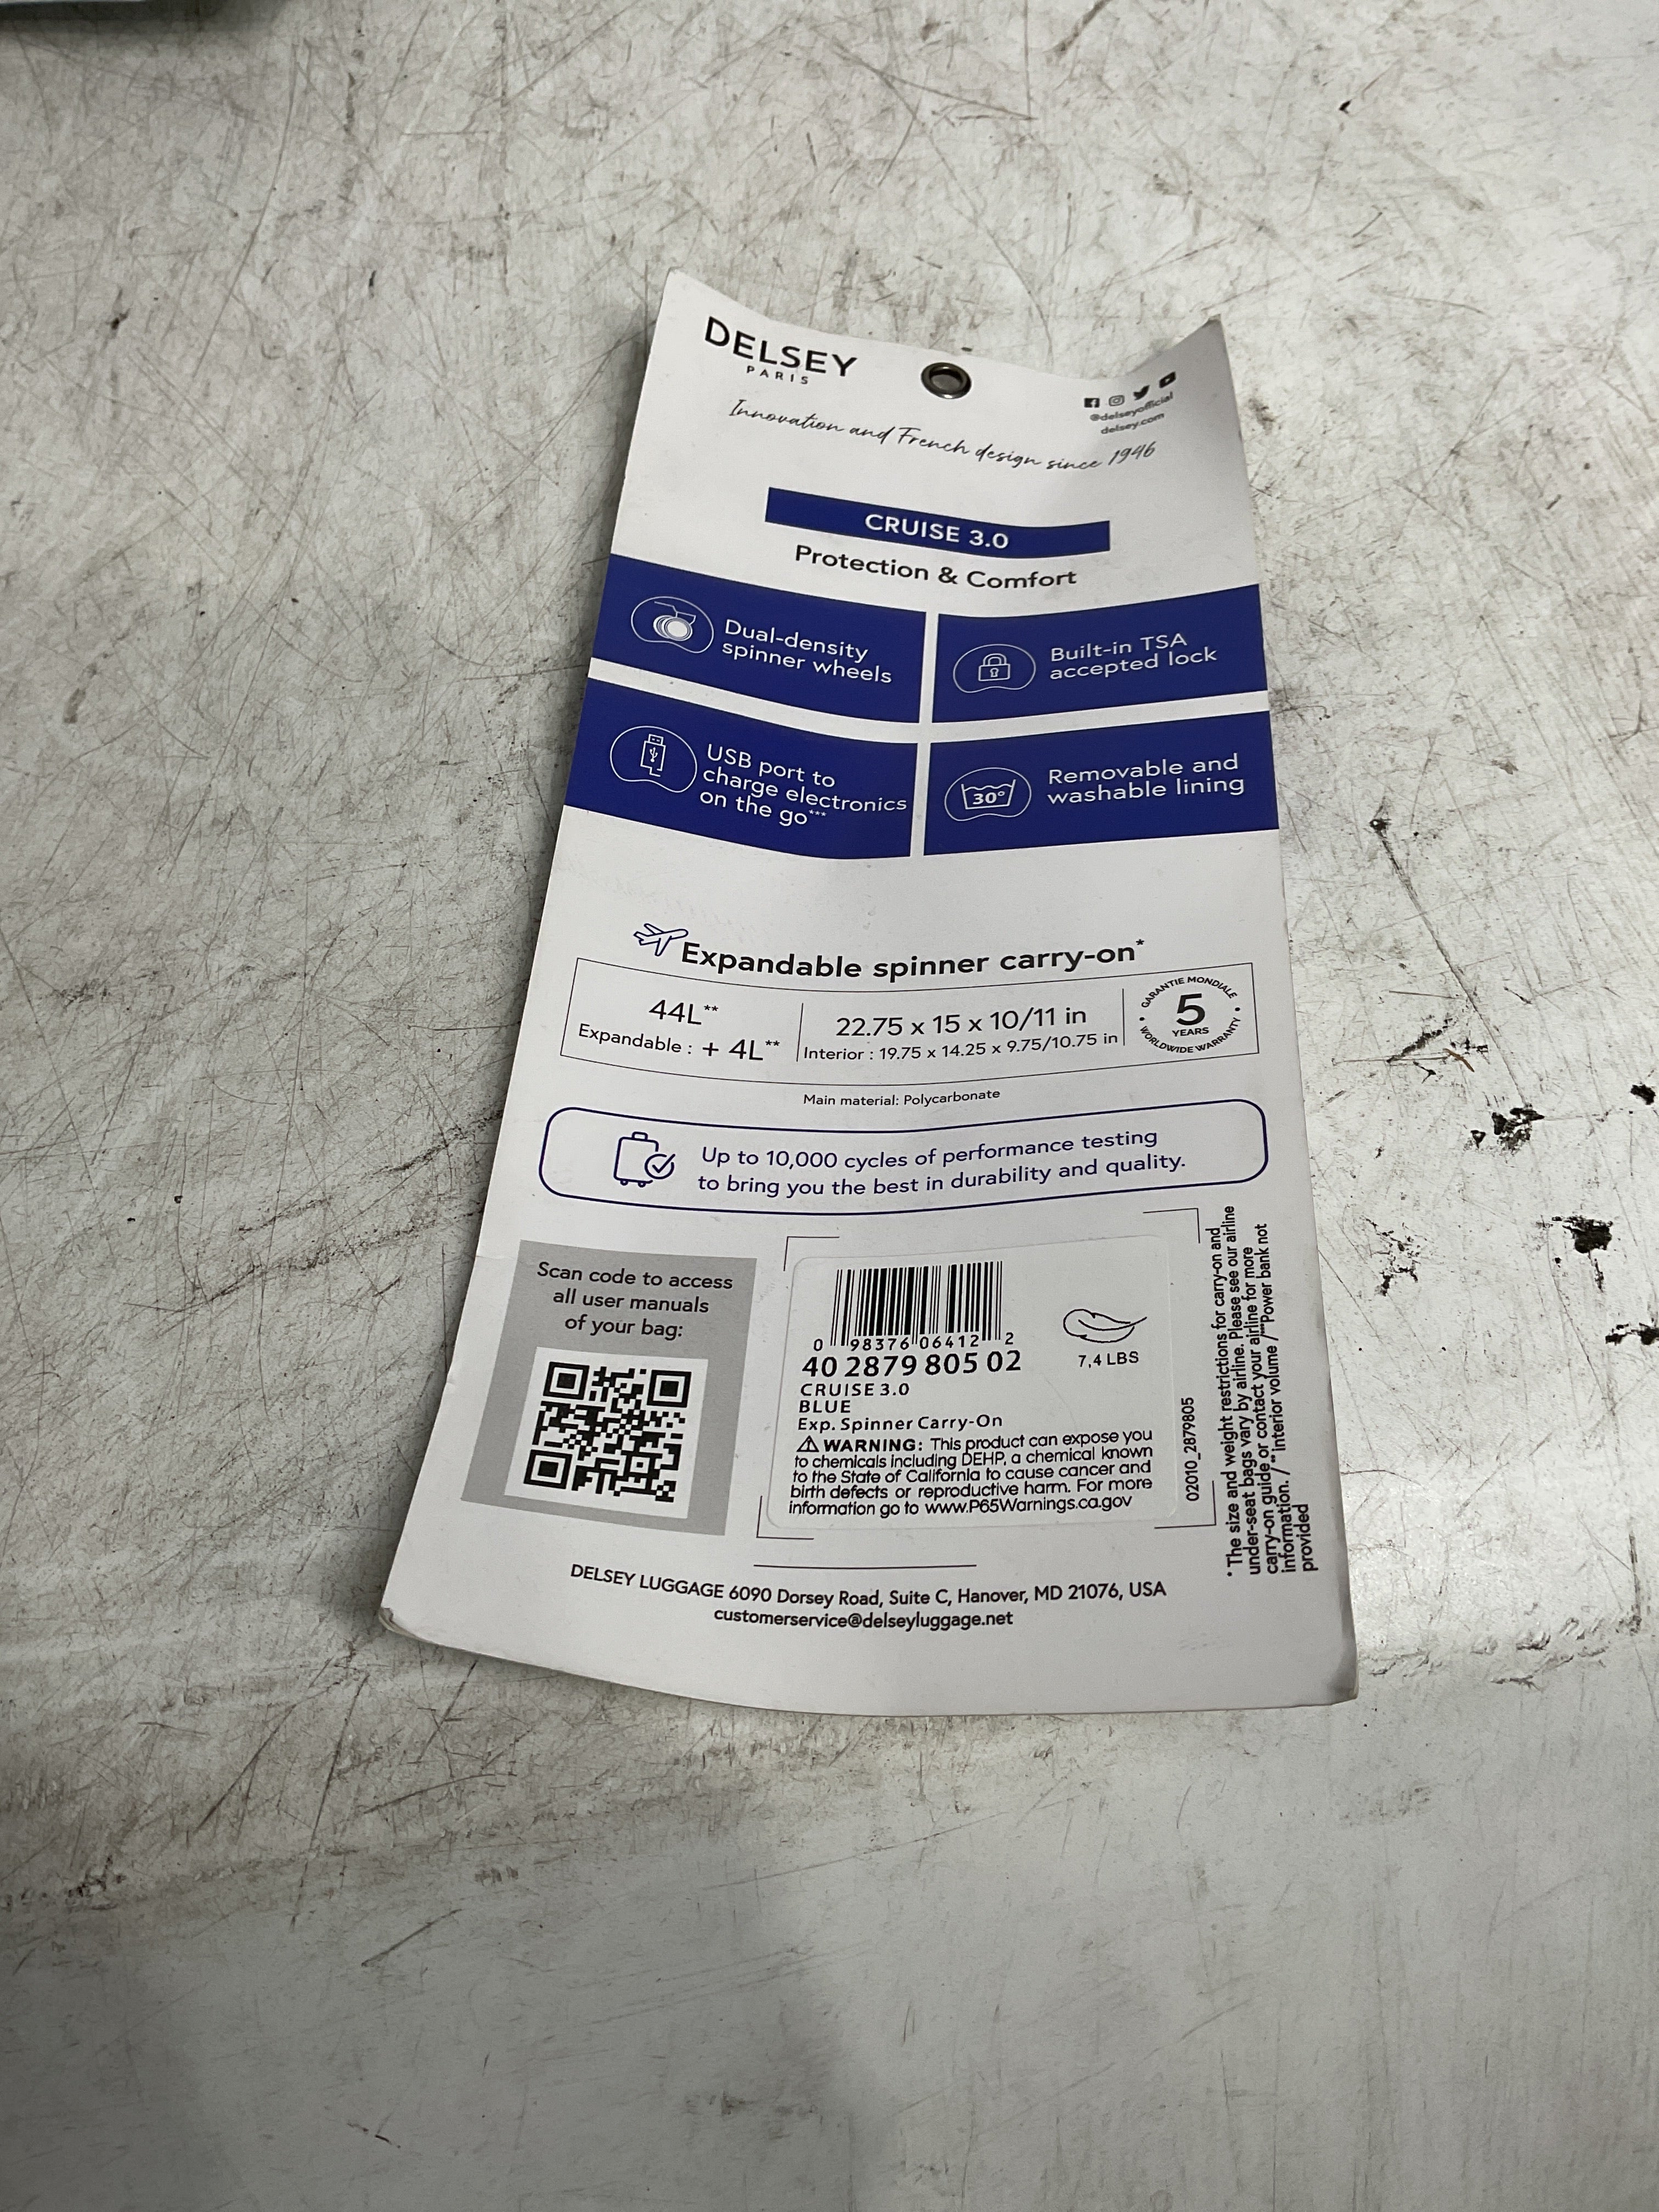 DELSEY
PARIS
@delseyofficial
delsey.com
Innovation and French design since 1946
CRUISE 3.0
Protection & Comfort
Dual-density
spinner wheels
Built-in TSA
accepted lock
USB port to
charge electronics
on the go***
30°
Removable and
washable lining
Expandable spinner carry-on*
44L**
Expandable : + 4L**
22.75 x 15 x 10/11 in
Interior : 19.75 x 14.25 x 9.75/10.75 in
GARANTIE MONDIALE
5
YEARS
WORLDWIDE WARRANTY
Main material: Polycarbonate
Up to 10,000 cycles of performance testing
to bring you the best in durability and quality.
Scan code to access
all user manuals
of your bag:
0 98376 06412 2
40 2879 805 02
7,4 LBS
CRUISE 3.0
BLUE
Exp. Spinner Carry-On
⚠ WARNING: This product can expose you
to chemicals including DEHP, a chemical known
to the State of California to cause cancer and
birth defects or reproductive harm. For more
information go to www.P65Warnings.ca.gov
02010_2879805
* The size and weight restrictions for carry-on and
under-seat bags vary by airline. Please see our airline
carry-on guide or contact your airline for more
information. /** interior volume /***Power bank not
provided
DELSEY LUGGAGE 6090 Dorsey Road, Suite C, Hanover, MD 21076, USA
customerservice@delseyluggage.net